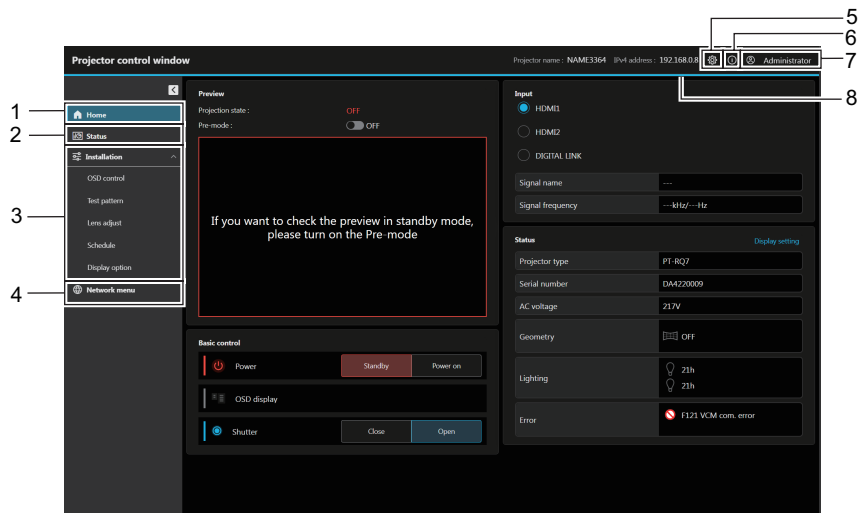 5
6
7
8
Projector control window
Projector name : NAME3364 IPv4 address : 192.168.0.8
Administrator
1
2
3
4
Home
Status
Installation
OSD control
Test pattern
Lens adjust
Schedule
Display option
Network menu
Preview
Projection state : OFF
Pre-mode : OFF
If you want to check the preview in standby mode,
please turn on the Pre-mode
Basic control
Power Standby Power on
OSD display
Shutter Close Open
Input
HDMI1
HDMI2
DIGITAL LINK
Signal name ---
Signal frequency ---kHz/---Hz
Status Display setting
Projector type PT-RQ7
Serial number DA4220009
AC voltage 217V
Geometry OFF
Lighting 21h
21h
Error F121 VCM com. error